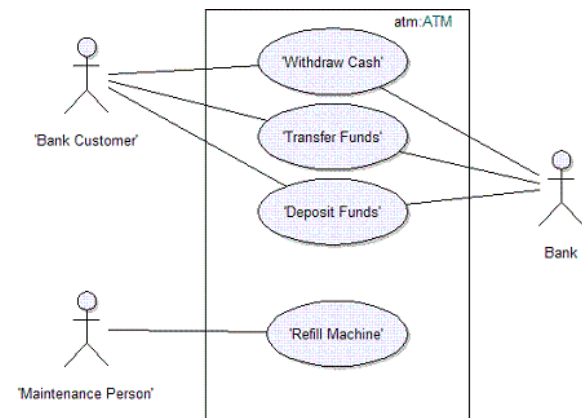 atm:ATM
'Withdraw Cash'
'Bank Customer'
'Transfer Funds'
'Deposit Funds'
Bank
'Refill Machine'
'Maintenance Person'